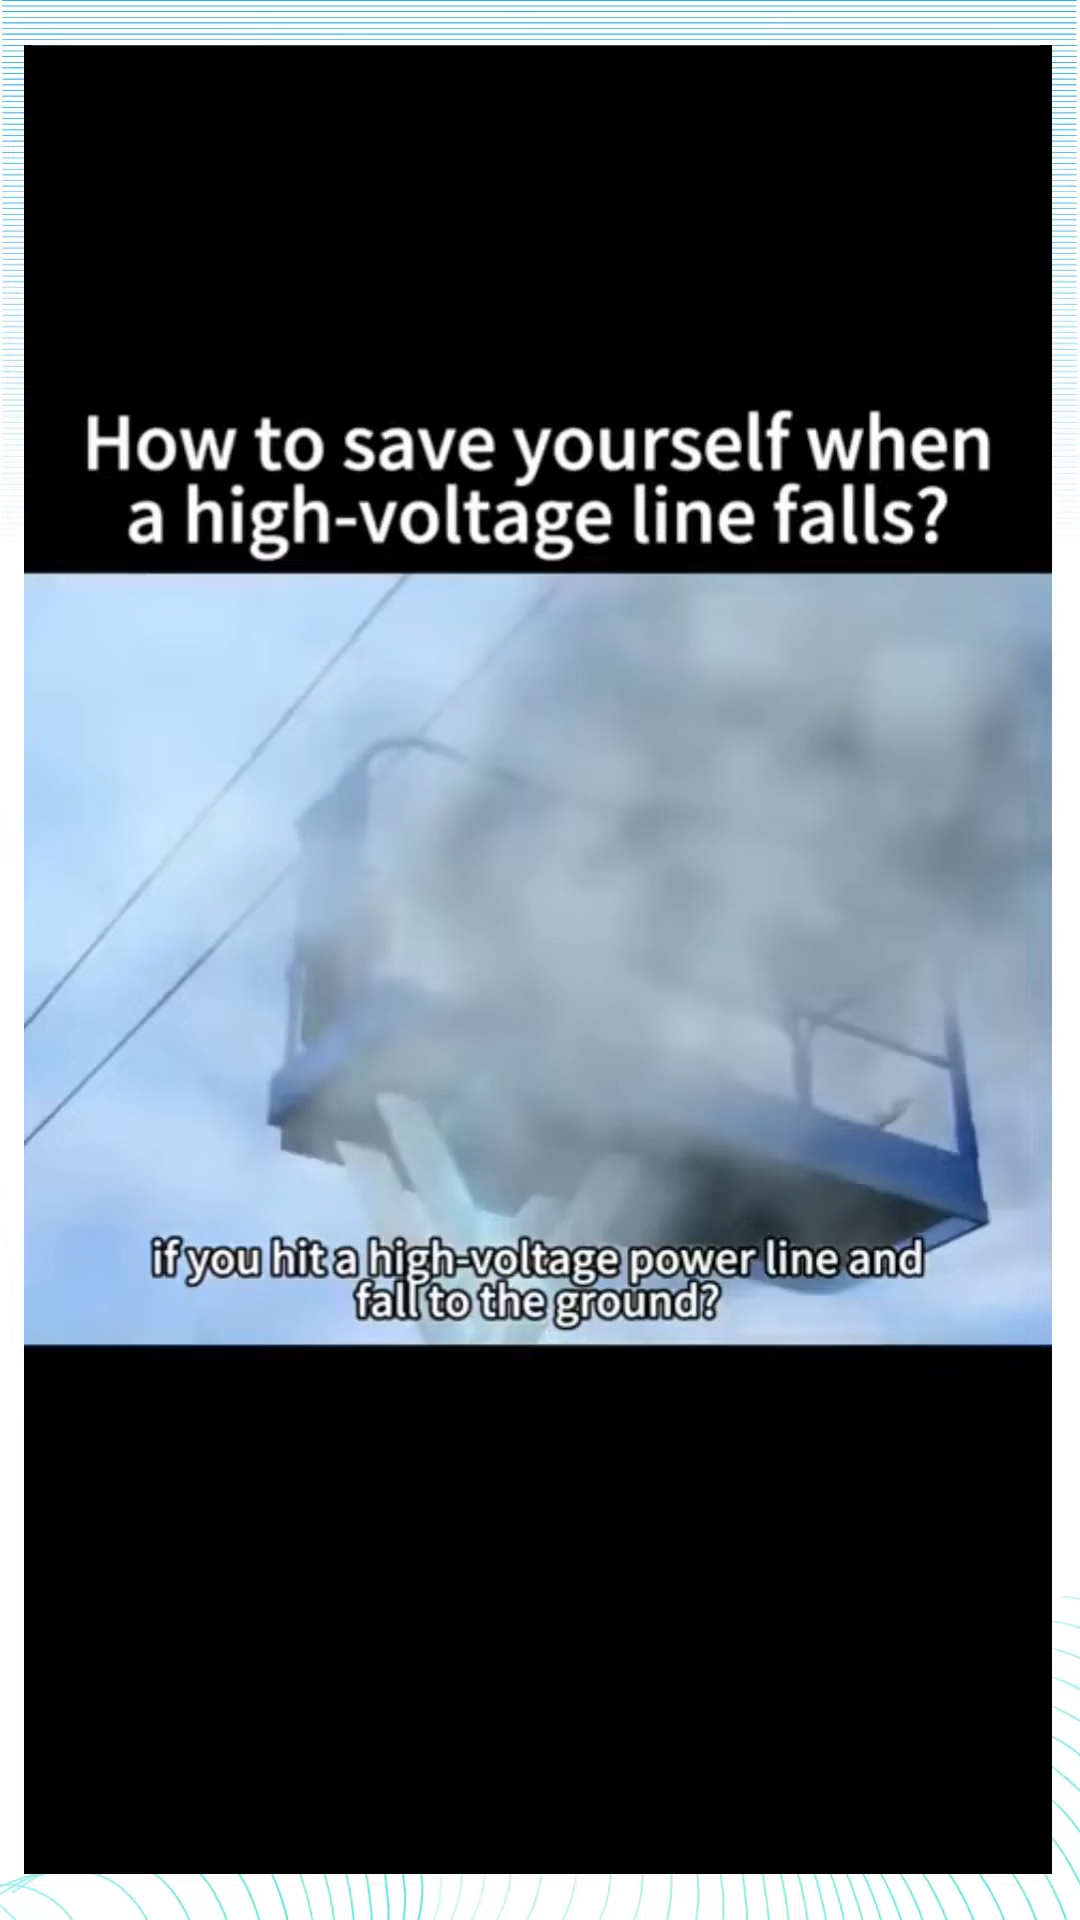 How to save yourself when
a high-voltage line falls?
if you hit a high-voltage power line and
fall to the ground?